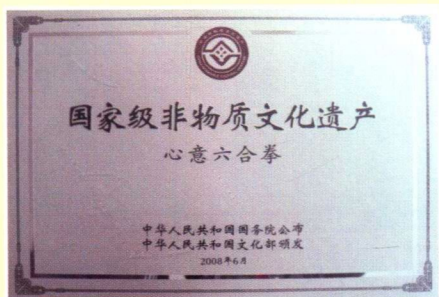 国家级非物质文化遗产
心意六合拳
中华人民共和国国务院公布
中华人民共和国文化部颁发
2008年6月